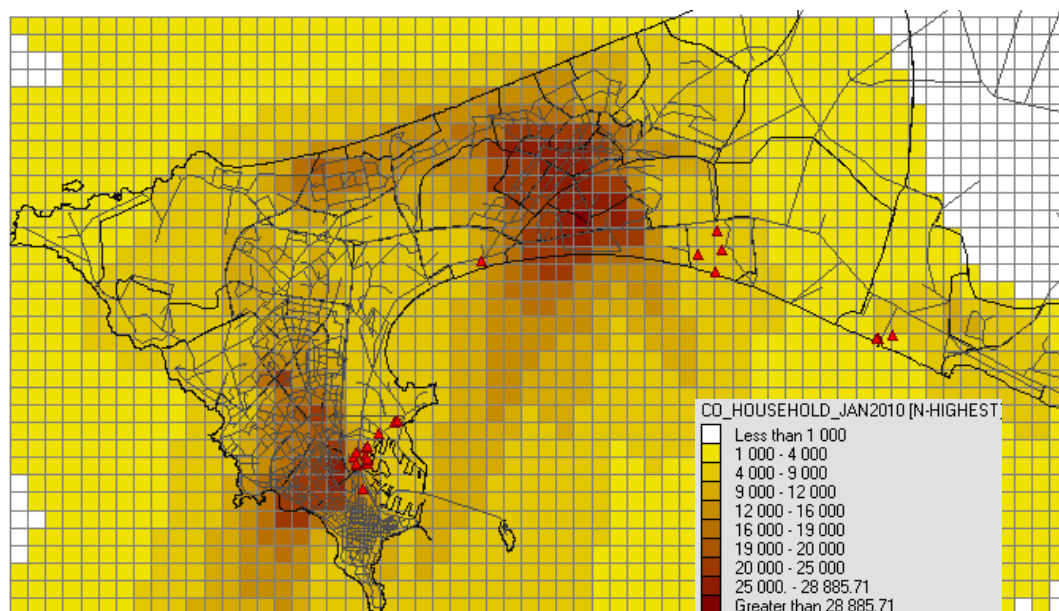 CO_HOUSEHOLD_JAN2010 [N-HIGHEST]
Less than 1 000
1 000 - 4 000
4 000 - 9 000
9 000 - 12 000
12 000 - 16 000
16 000 - 19 000
19 000 - 20 000
20 000 - 25 000
25 000. - 28 885.71
Greater than 28 885.71